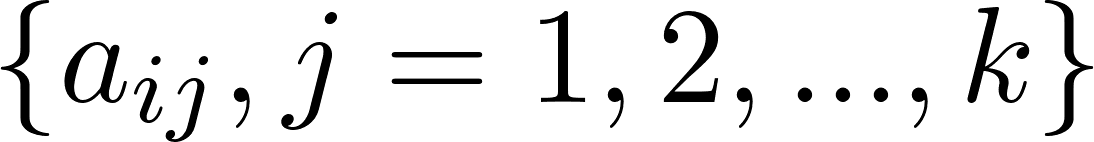 {a_{ij}, j = 1, 2, ..., k}